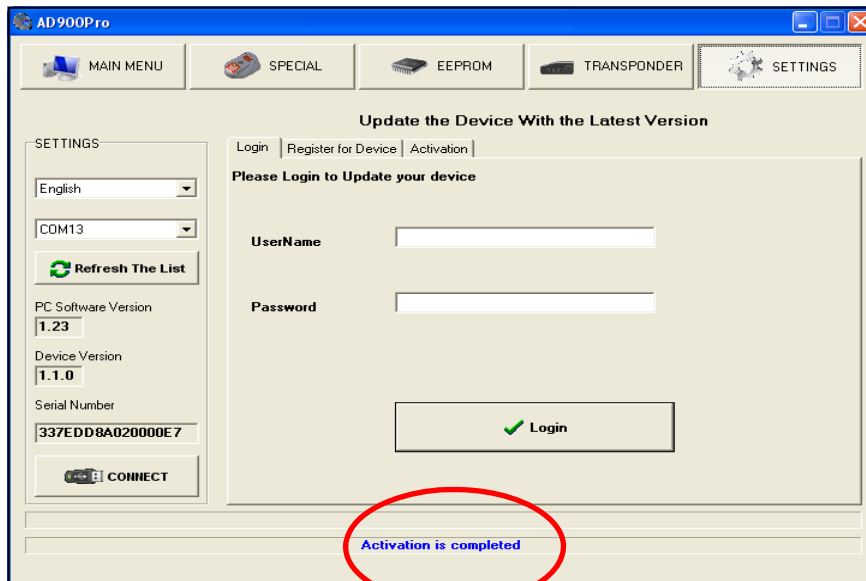 AD900Pro
MAIN MENU
SPECIAL
EEPROM
TRANSPONDER
SETTINGS
Update the Device With the Latest Version
SETTINGS
English
COM13
Refresh The List
PC Software Version
1.23
Device Version
1.1.0
Serial Number
337EDD8A020000E7
CONNECT
Login
Register for Device
Activation
Please Login to Update your device
UserName
Password
Login
Activation is completed